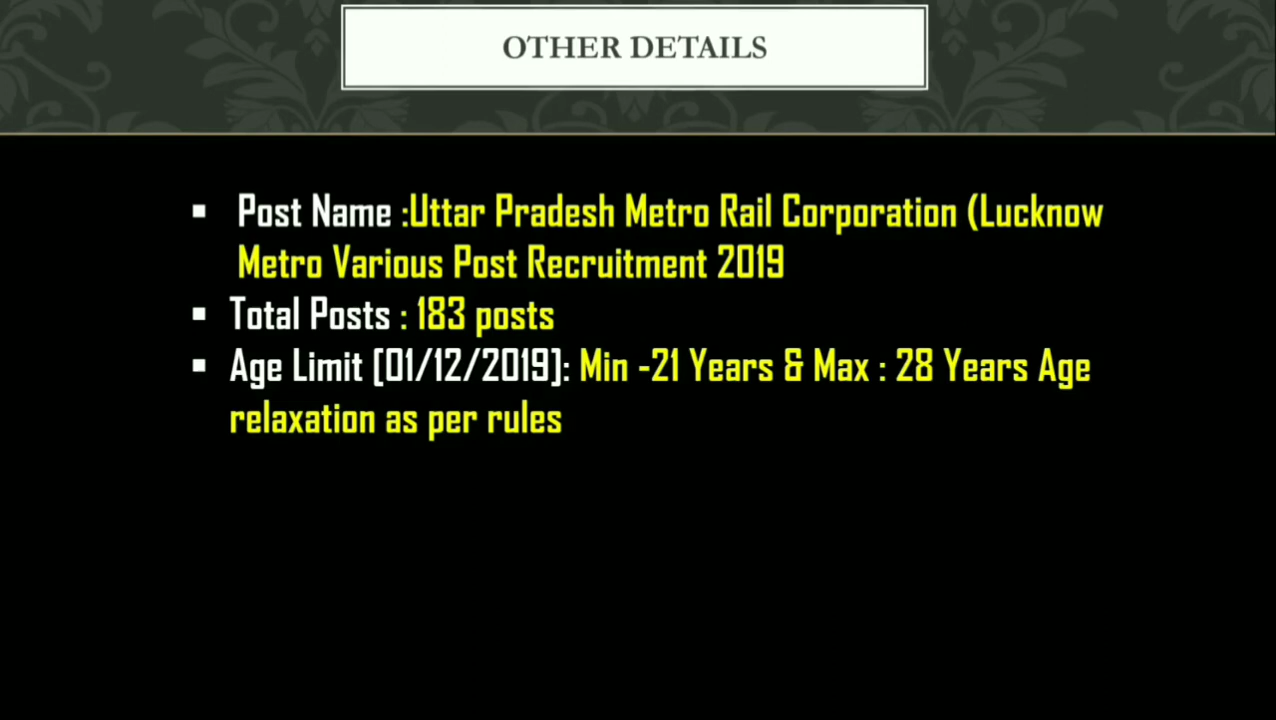 OTHER DETAILS
▪ Post Name :Uttar Pradesh Metro Rail Corporation (Lucknow
Metro Various Post Recruitment 2019
▪ Total Posts : 183 posts
▪ Age Limit [01/12/2019]: Min -21 Years & Max : 28 Years Age
relaxation as per rules